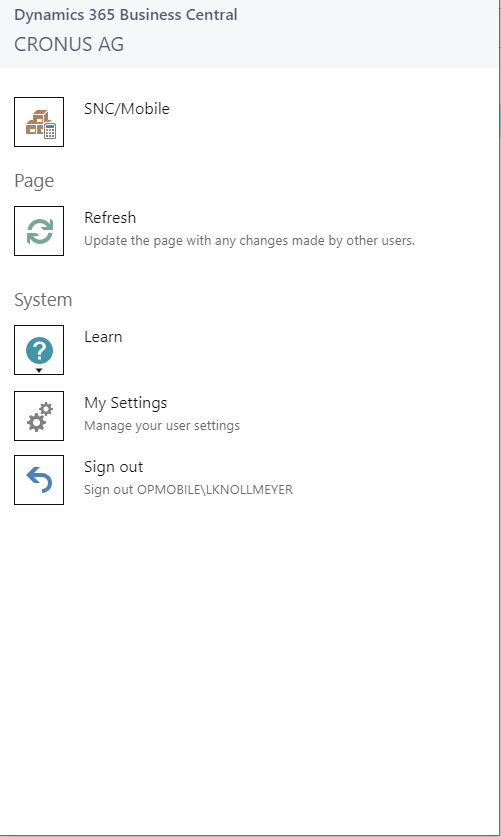 Dynamics 365 Business Central
CRONUS AG
SNC/Mobile
Page
Refresh
Update the page with any changes made by other users.
System
Learn
My Settings
Manage your user settings
Sign out
Sign out OPMOBILE\LKNOLLMEYER